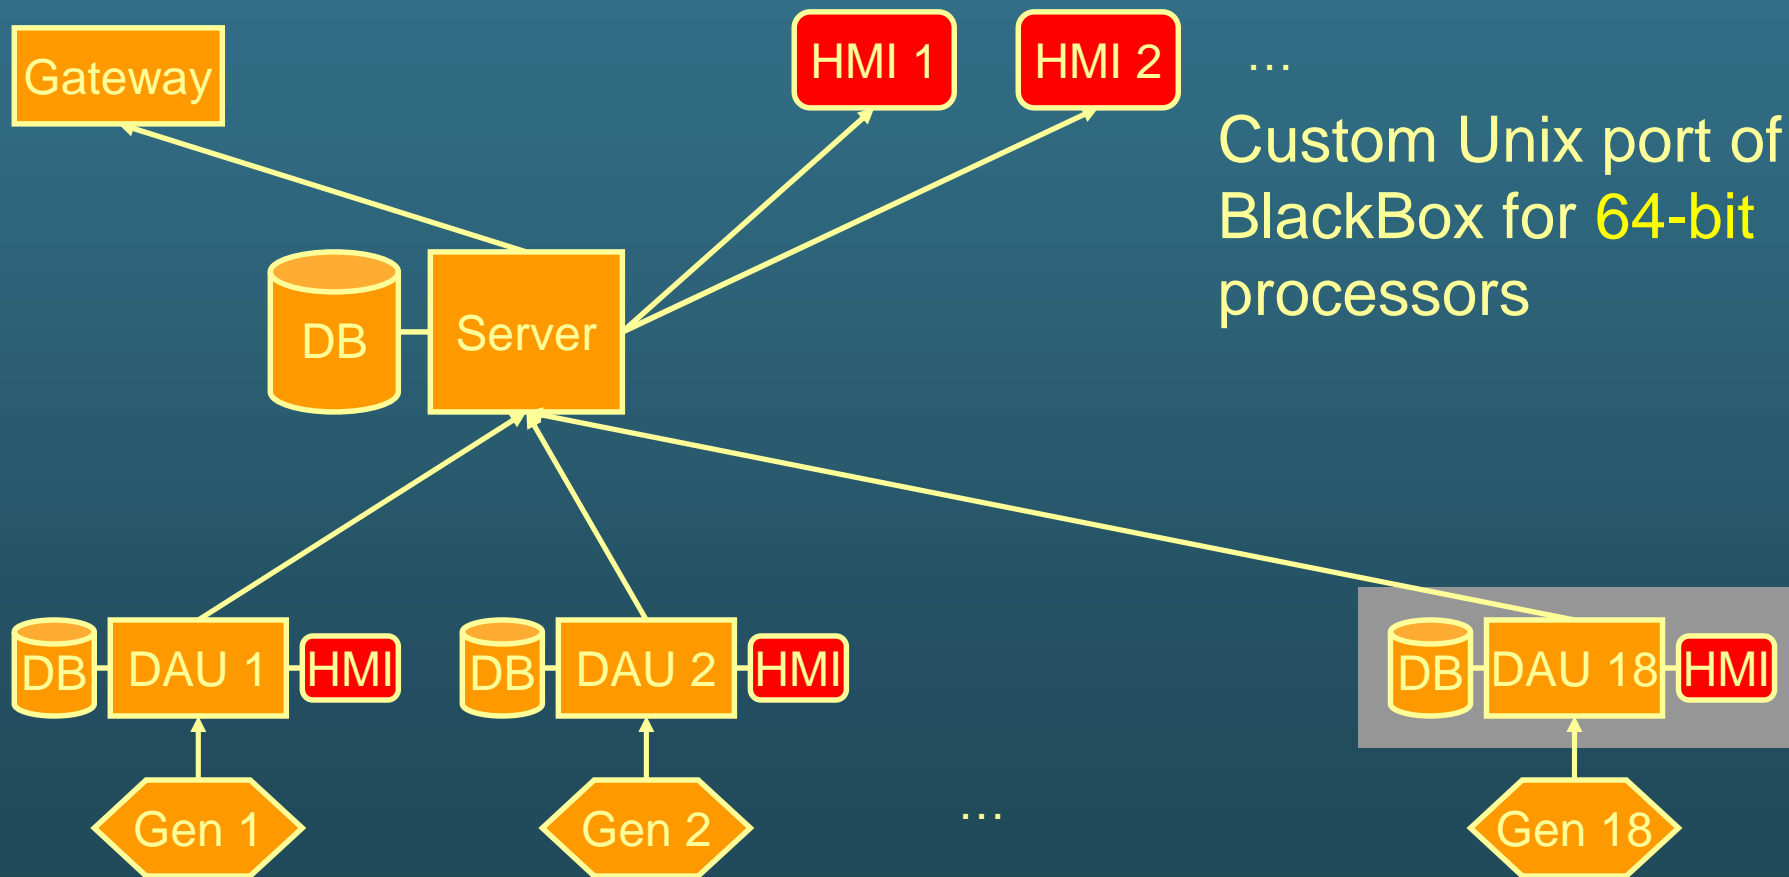 Gateway
HMI 1
HMI 2
...
Custom Unix port of
BlackBox for 64-bit
processors
DB
Server
DB
DAU 1
HMI
DB
DAU 2
HMI
DB
DAU 18
HMI
Gen 1
Gen 2
...
Gen 18